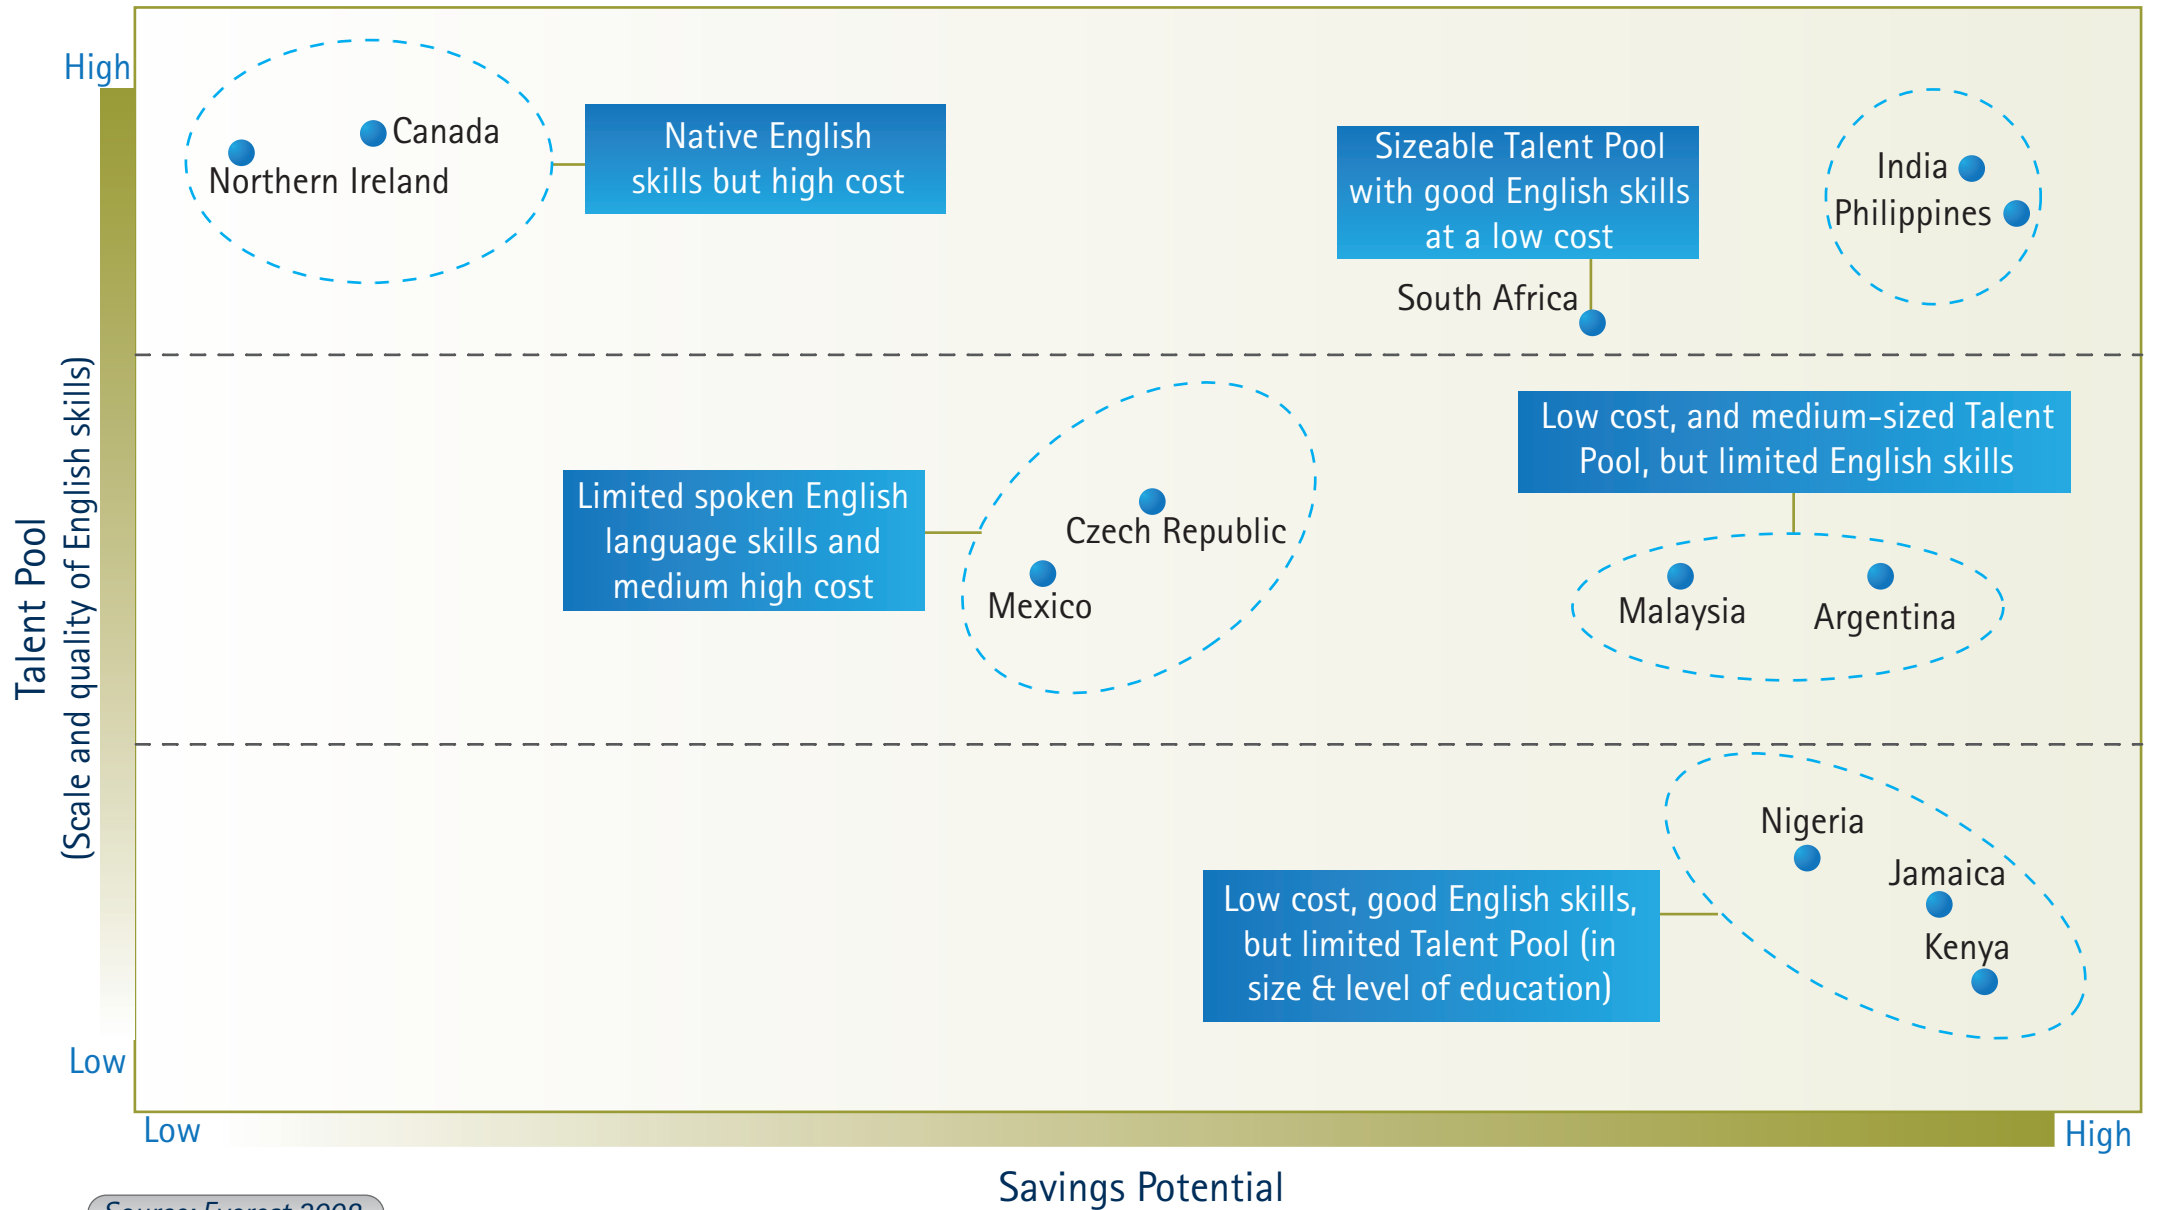 High
Canada
Northern Ireland
Native English
skills but high cost
Sizeable Talent Pool
with good English skills
at a low cost
South Africa
India
Philippines
Talent Pool
(Scale and quality of English skills)
Limited spoken English
language skills and
medium high cost
Czech Republic
Mexico
Low cost, and medium-sized Talent
Pool, but limited English skills
Malaysia
Argentina
Nigeria
Jamaica
Kenya
Low cost, good English skills,
but limited Talent Pool (in
size & level of education)
Low
Low
High
Savings Potential
Source: Everest 2008